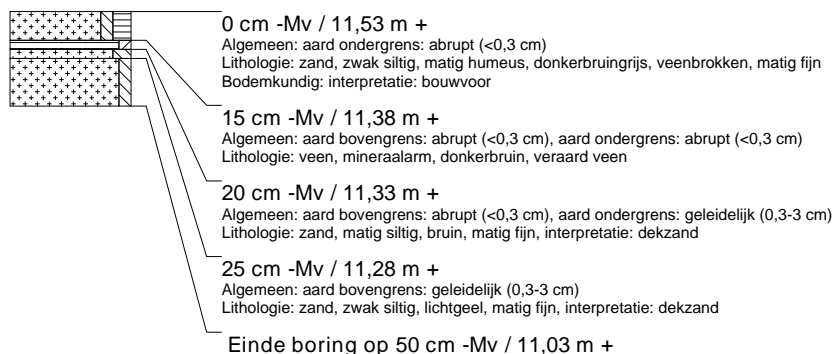 0 cm -Mv / 11,53 m +
Algemeen: aard ondergrens: abrupt (<0,3 cm)
Lithologie: zand, zwak siltig, matig humeus, donkerbruingrijs, veenbrokken, matig fijn
Bodemkundig: interpretatie: bouwvoor
15 cm -Mv / 11,38 m +
Algemeen: aard bovengrens: abrupt (<0,3 cm), aard ondergrens: abrupt (<0,3 cm)
Lithologie: veen, mineraalarm, donkerbruin, veraard veen
20 cm -Mv / 11,33 m +
Algemeen: aard bovengrens: abrupt (<0,3 cm), aard ondergrens: geleidelijk (0,3-3 cm)
Lithologie: zand, matig siltig, bruin, matig fijn, interpretatie: dekzand
25 cm -Mv / 11,28 m +
Algemeen: aard bovengrens: geleidelijk (0,3-3 cm)
Lithologie: zand, zwak siltig, lichtgeel, matig fijn, interpretatie: dekzand
Einde boring op 50 cm -Mv / 11,03 m +